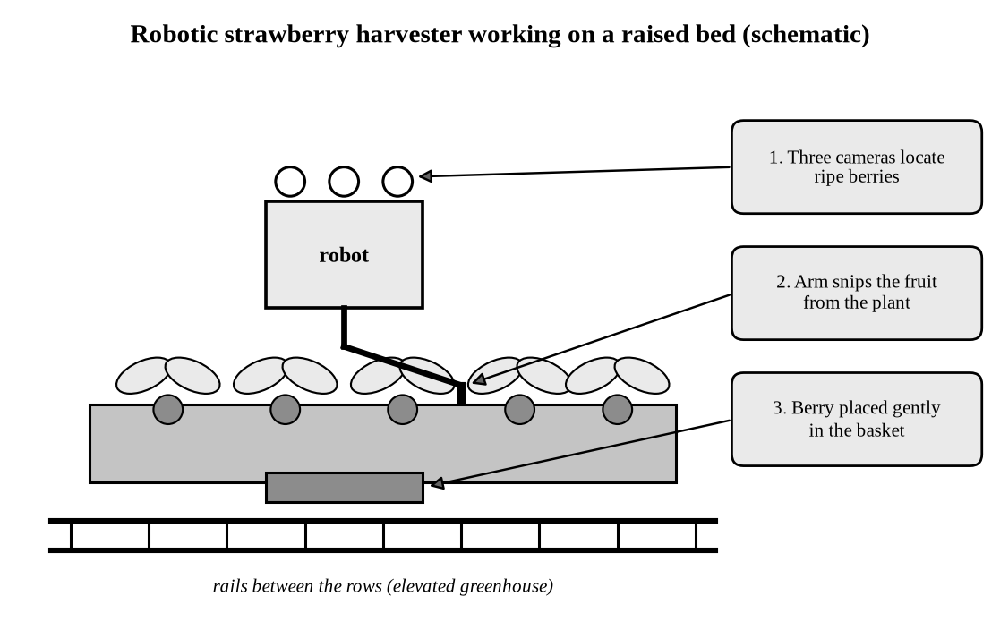 Robotic strawberry harvester working on a raised bed (schematic)
1. Three cameras locate
ripe berries
robot
2. Arm snips the fruit
from the plant
3. Berry placed gently
in the basket
rails between the rows (elevated greenhouse)